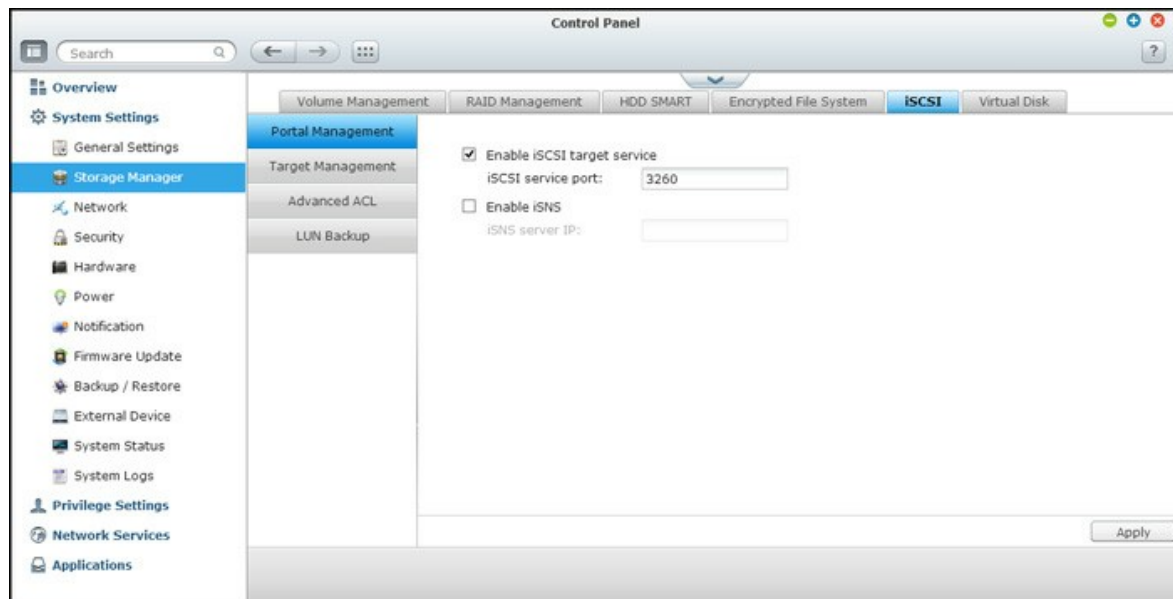 Control Panel
Search
?
Overview
System Settings
General Settings
Storage Manager
Network
Security
Hardware
Power
Notification
Firmware Update
Backup / Restore
External Device
System Status
System Logs
Privilege Settings
Network Services
Applications
Volume Management
RAID Management
HDD SMART
Encrypted File System
iSCSI
Virtual Disk
Portal Management
Target Management
Advanced ACL
LUN Backup
Enable iSCSI target service
iSCSI service port: 3260
Enable iSNS
iSNS server IP:
Apply